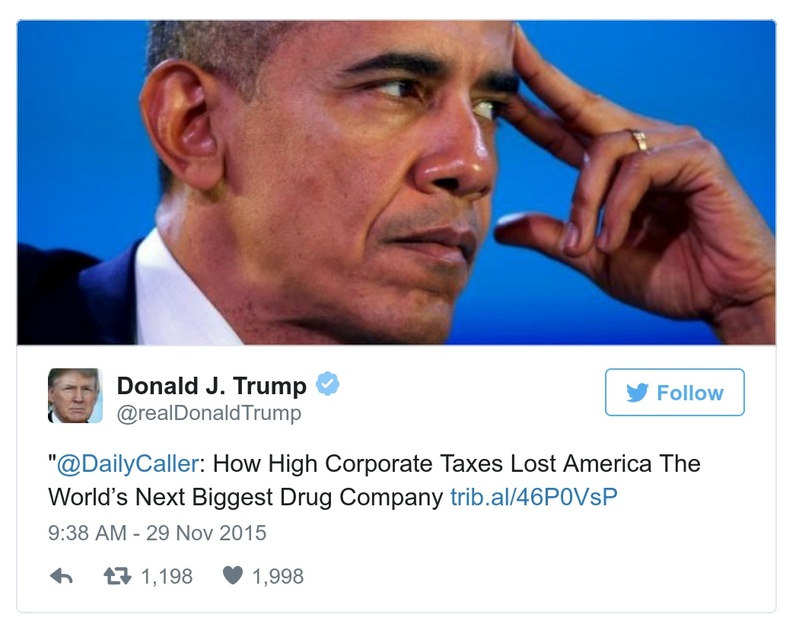 Donald J. Trump
Follow
@realDonaldTrump
"@DailyCaller: How High Corporate Taxes Lost America The
World’s Next Biggest Drug Company trib.al/46P0VsP
9:38 AM - 29 Nov 2015
1,198 1,998